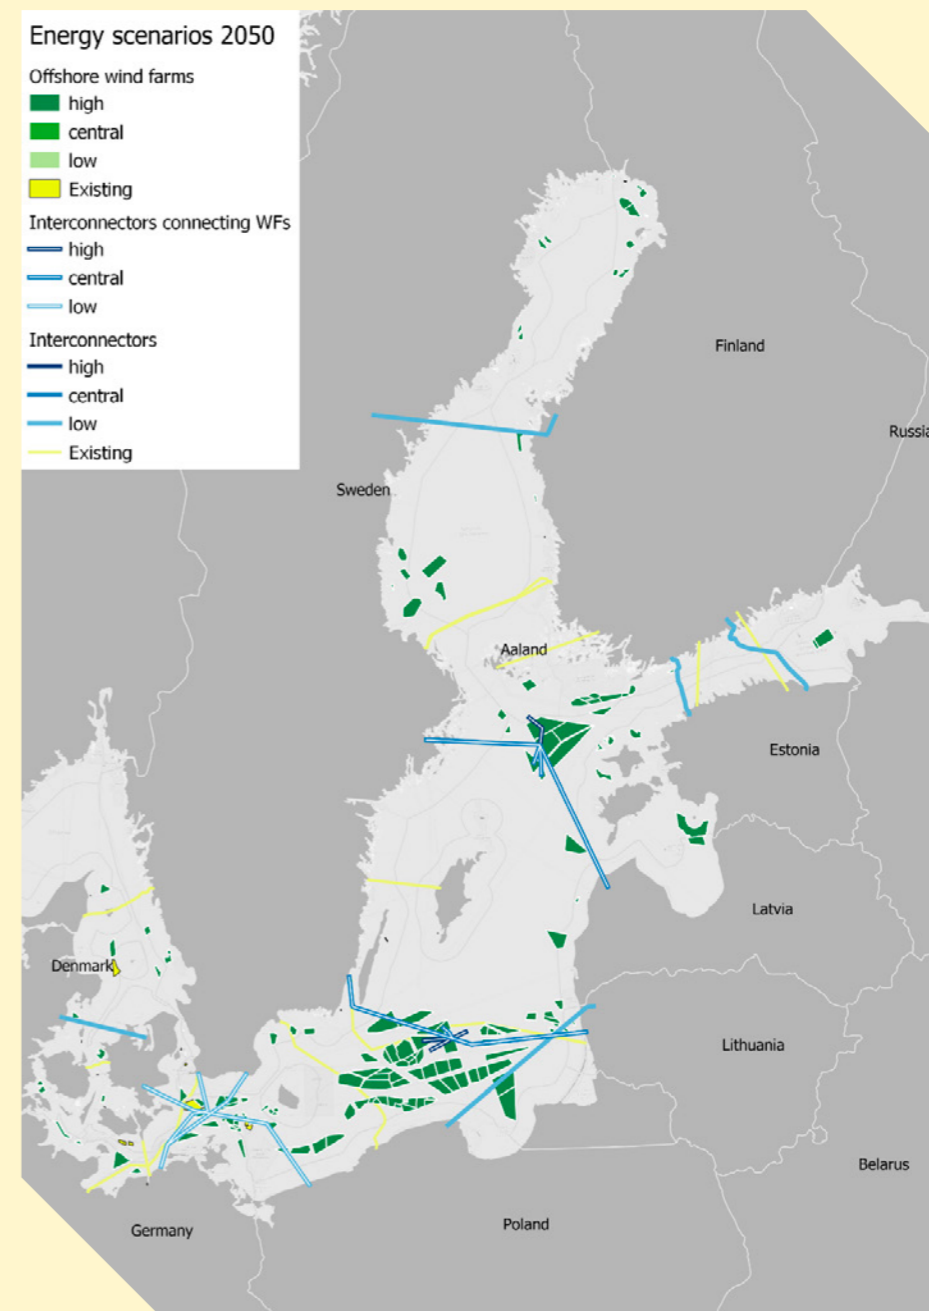 Energy scenarios 2050
Offshore wind farms
high
central
low
Existing
Interconnectors connecting WFs
high
central
low
Interconnectors
high
central
low
Existing
Finland
Russia
Sweden
Aaland
Estonia
Latvia
Denmark
Lithuania
Belarus
Poland
Germany